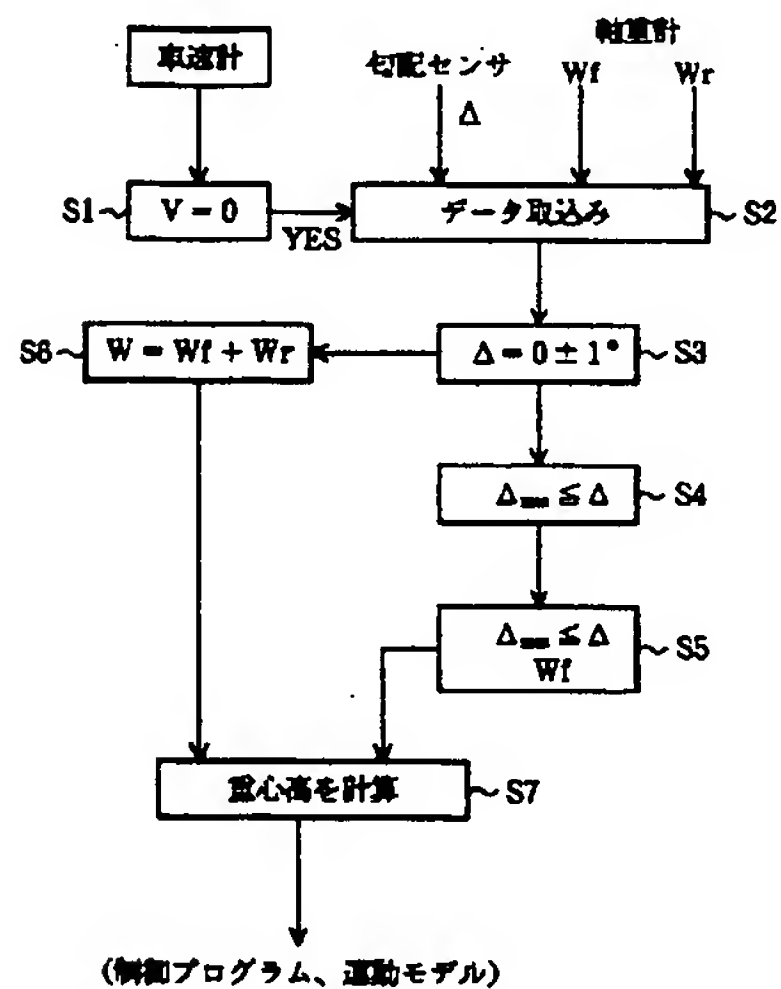 車速計
勾配センサ
軸重計
Δ
Wf
Wr
S1
V = 0
YES
データ取込み
S2
S6
W = Wf + Wr
Δ = 0 ± 1°
S3
≦ Δ
S4
≦ Δ
Wf
S5
重心高を計算
S7
(制御プログラム、運動モデル)